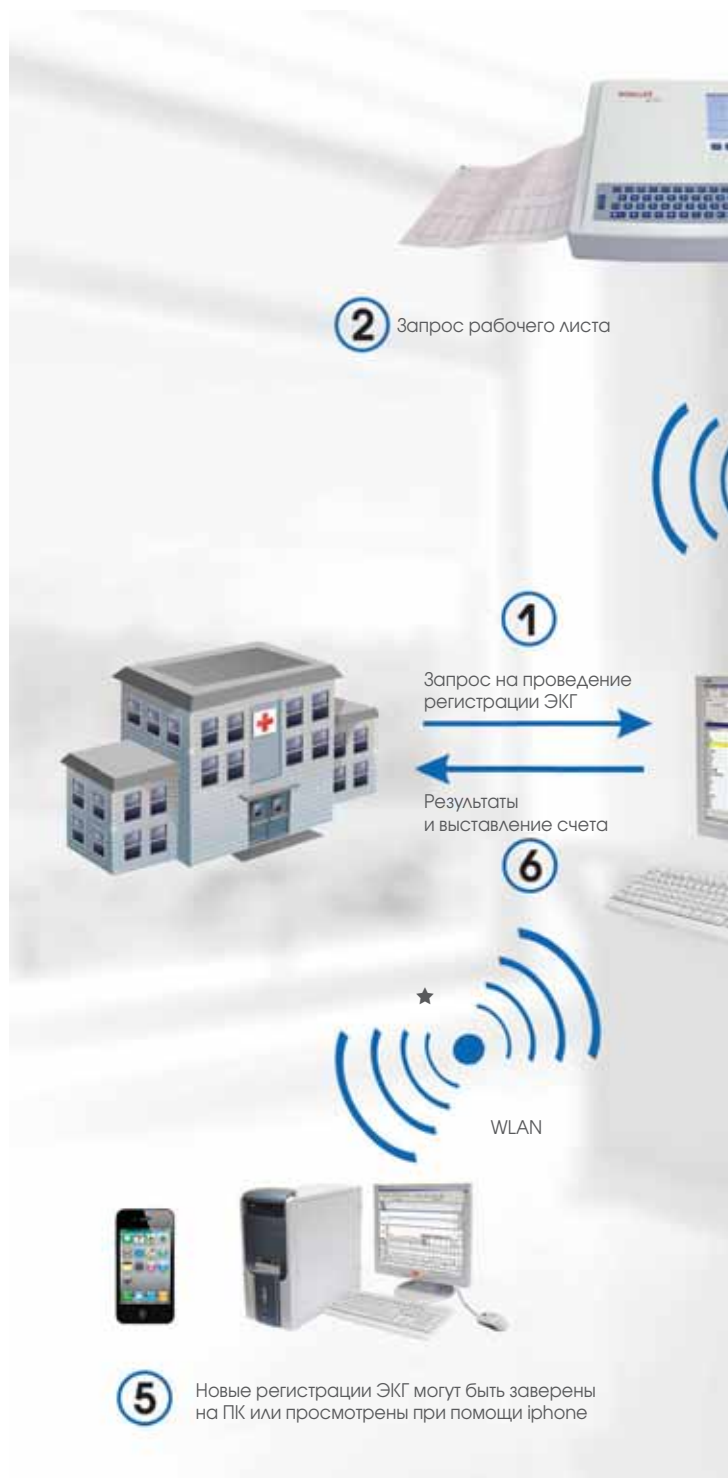 2 Запрос рабочего листа
1
Запрос на проведение
регистрации ЭКГ
Результаты
и выставление счета
6
★
WLAN
5 Новые регистрации ЭКГ могут быть заверены
на ПК или просмотрены при помощи iphone